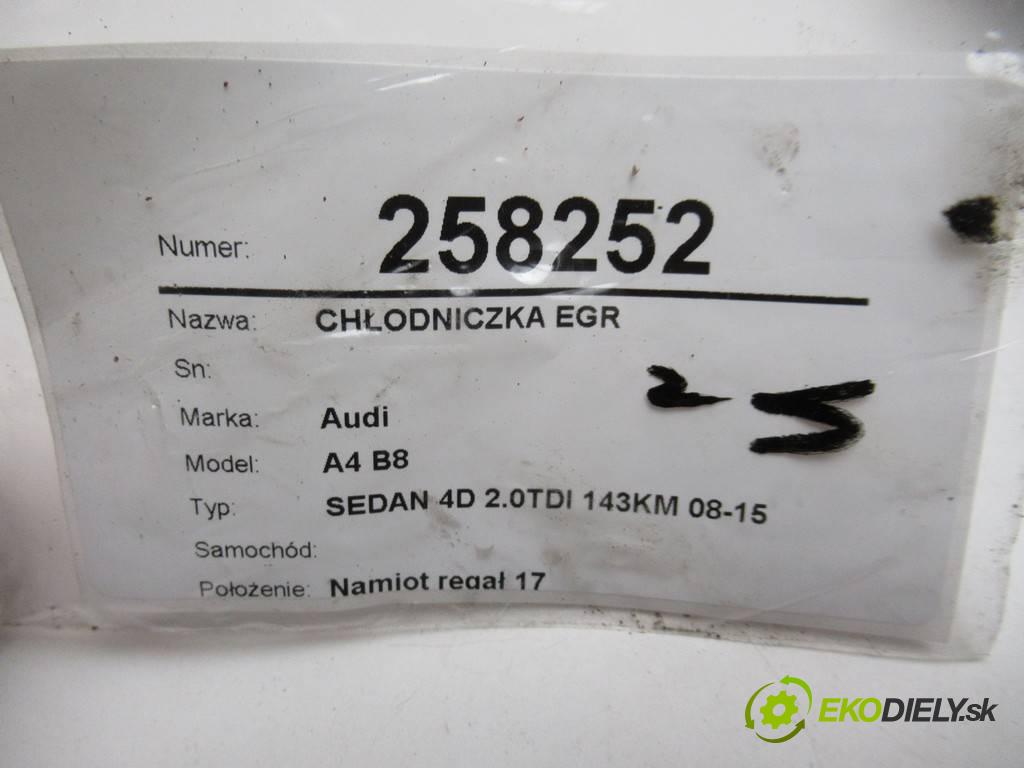 Numer: 258252
Nazwa: CHŁODNICZKA EGR
Sn:
Marka: Audi
Model: A4 B8
Typ: SEDAN 4D 2.0TDI 143KM 08-15
Samochód:
Położenie: Namiot regał 17
EKODIELY.sk